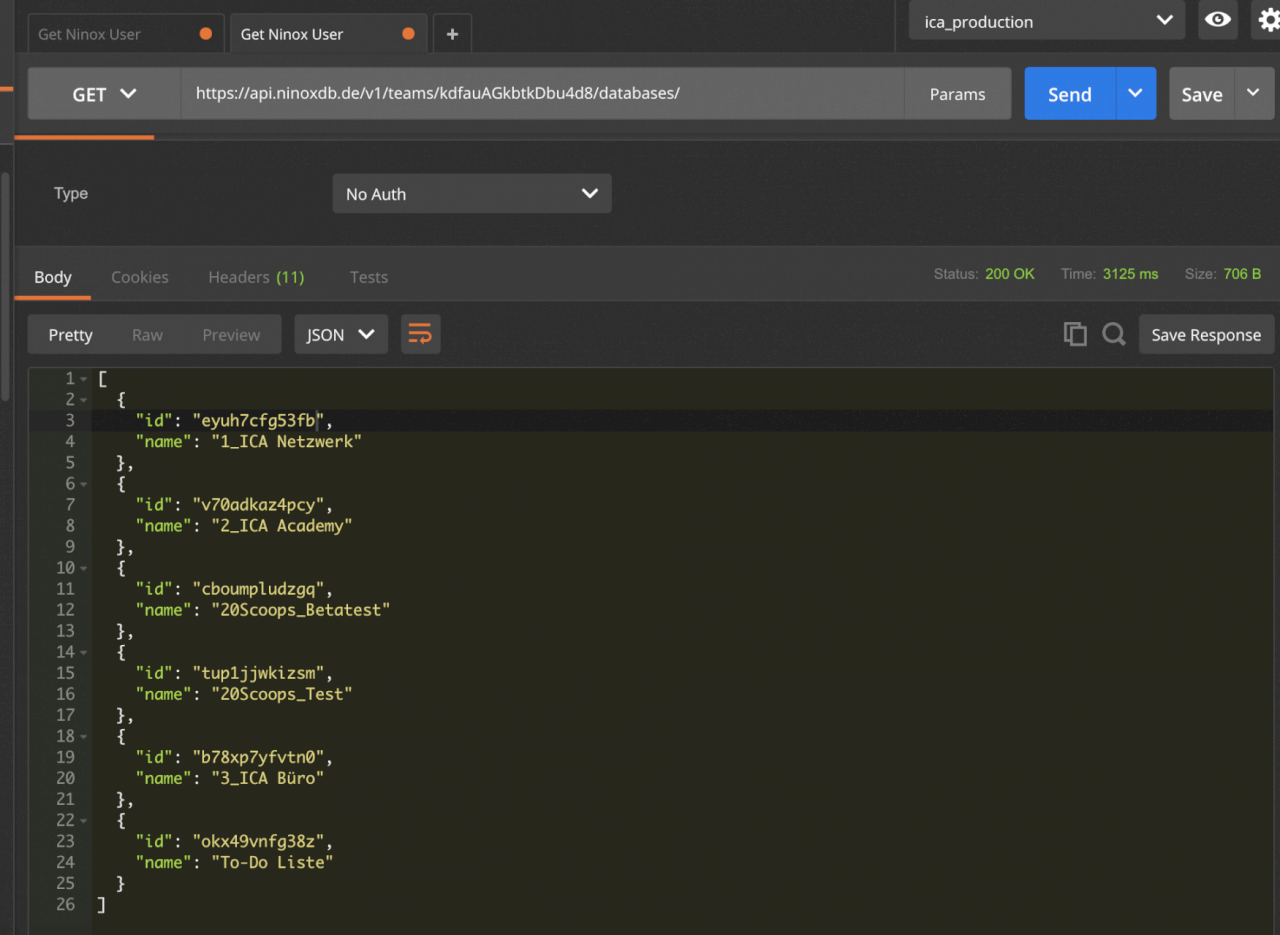 Get Ninox User
Get Ninox User
+
ica_production
GET
https://api.ninoxdb.de/v1/teams/kdfauAGkbtkDbu4d8/databases/
Params
Send
Save
Type
No Auth
Body Cookies Headers (11) Tests
Status: 200 OK Time: 3125 ms Size: 706 B
Pretty Raw Preview JSON Save Response
1 [
2 {
3 "id": "eyuh7cfg53fb",
4 "name": "1_ICA Netzwerk"
5 },
6 {
7 "id": "v70adkaz4pcy",
8 "name": "2_ICA Academy"
9 },
10 {
11 "id": "cboumpludzgq",
12 "name": "20Scoops_Betatest"
13 },
14 {
15 "id": "tup1jjwkizsm",
16 "name": "20Scoops_Test"
17 },
18 {
19 "id": "b78xp7yfvtn0",
20 "name": "3_ICA Büro"
21 },
22 {
23 "id": "okx49vnfg38z",
24 "name": "To-Do Liste"
25 }
26 ]